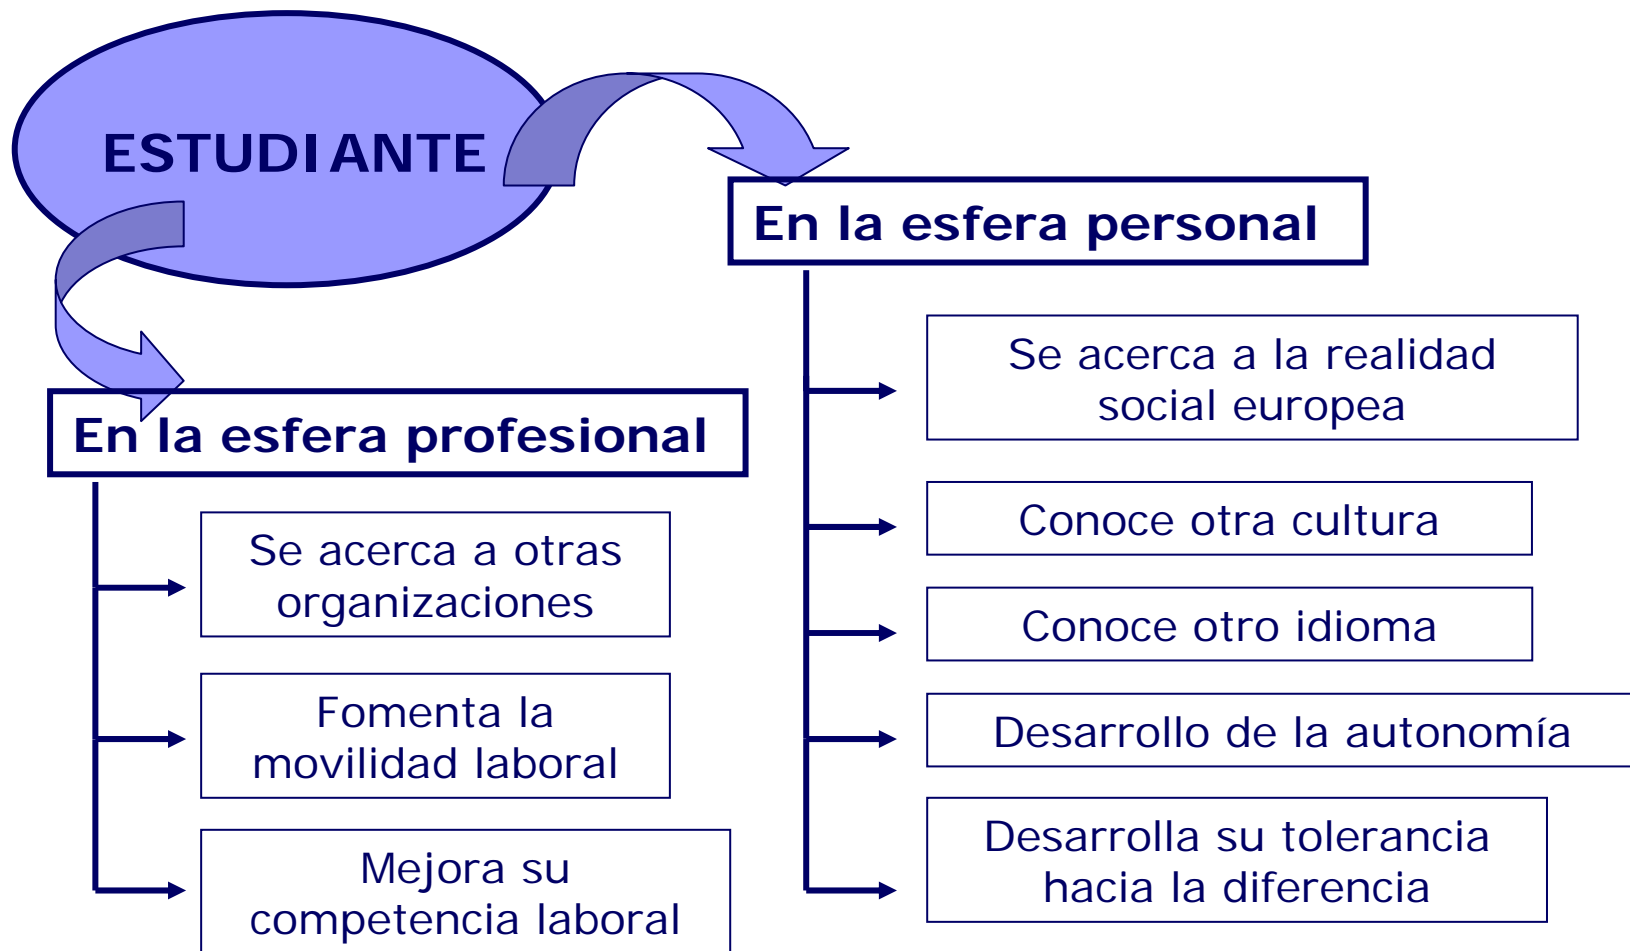 ESTUDIANTE
En la esfera profesional
Se acerca a otras
organizaciones
Fomenta la
movilidad laboral
Mejora su
competencia laboral
En la esfera personal
Se acerca a la realidad
social europea
Conoce otra cultura
Conoce otro idioma
Desarrollo de la autonomía
Desarrolla su tolerancia
hacia la diferencia